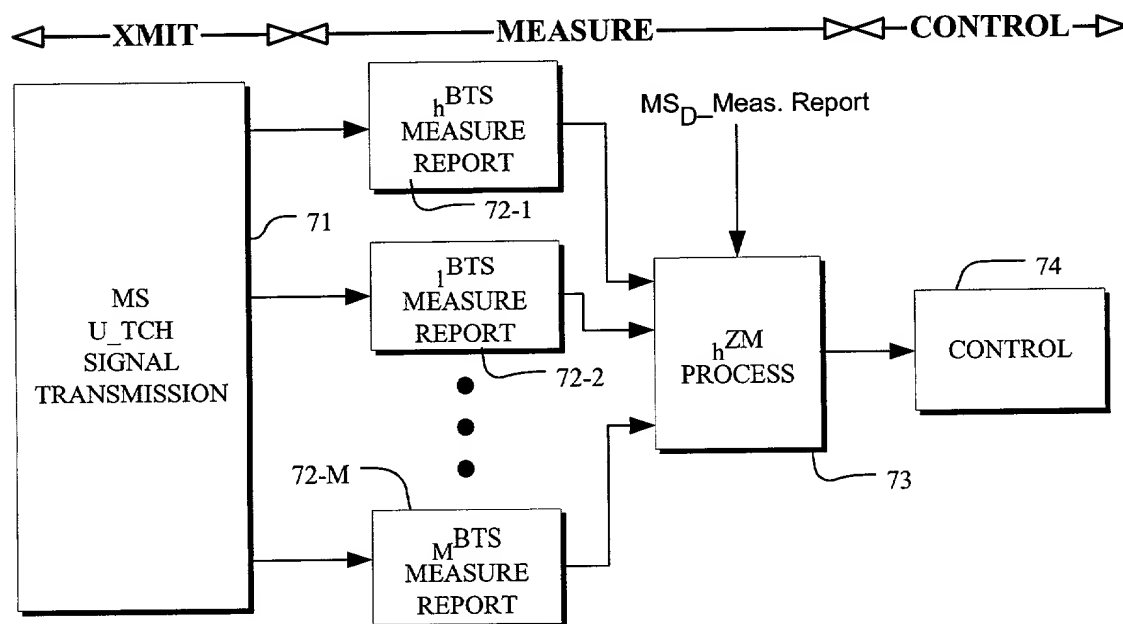 XMIT MEASURE CONTROL
MS
U_TCH
SIGNAL
TRANSMISSION
71
hBTS
MEASURE
REPORT
72-1
lBTS
MEASURE
REPORT
72-2
72-M
MBTS
MEASURE
REPORT
MSD_Meas. Report
hZM
PROCESS
73
74
CONTROL